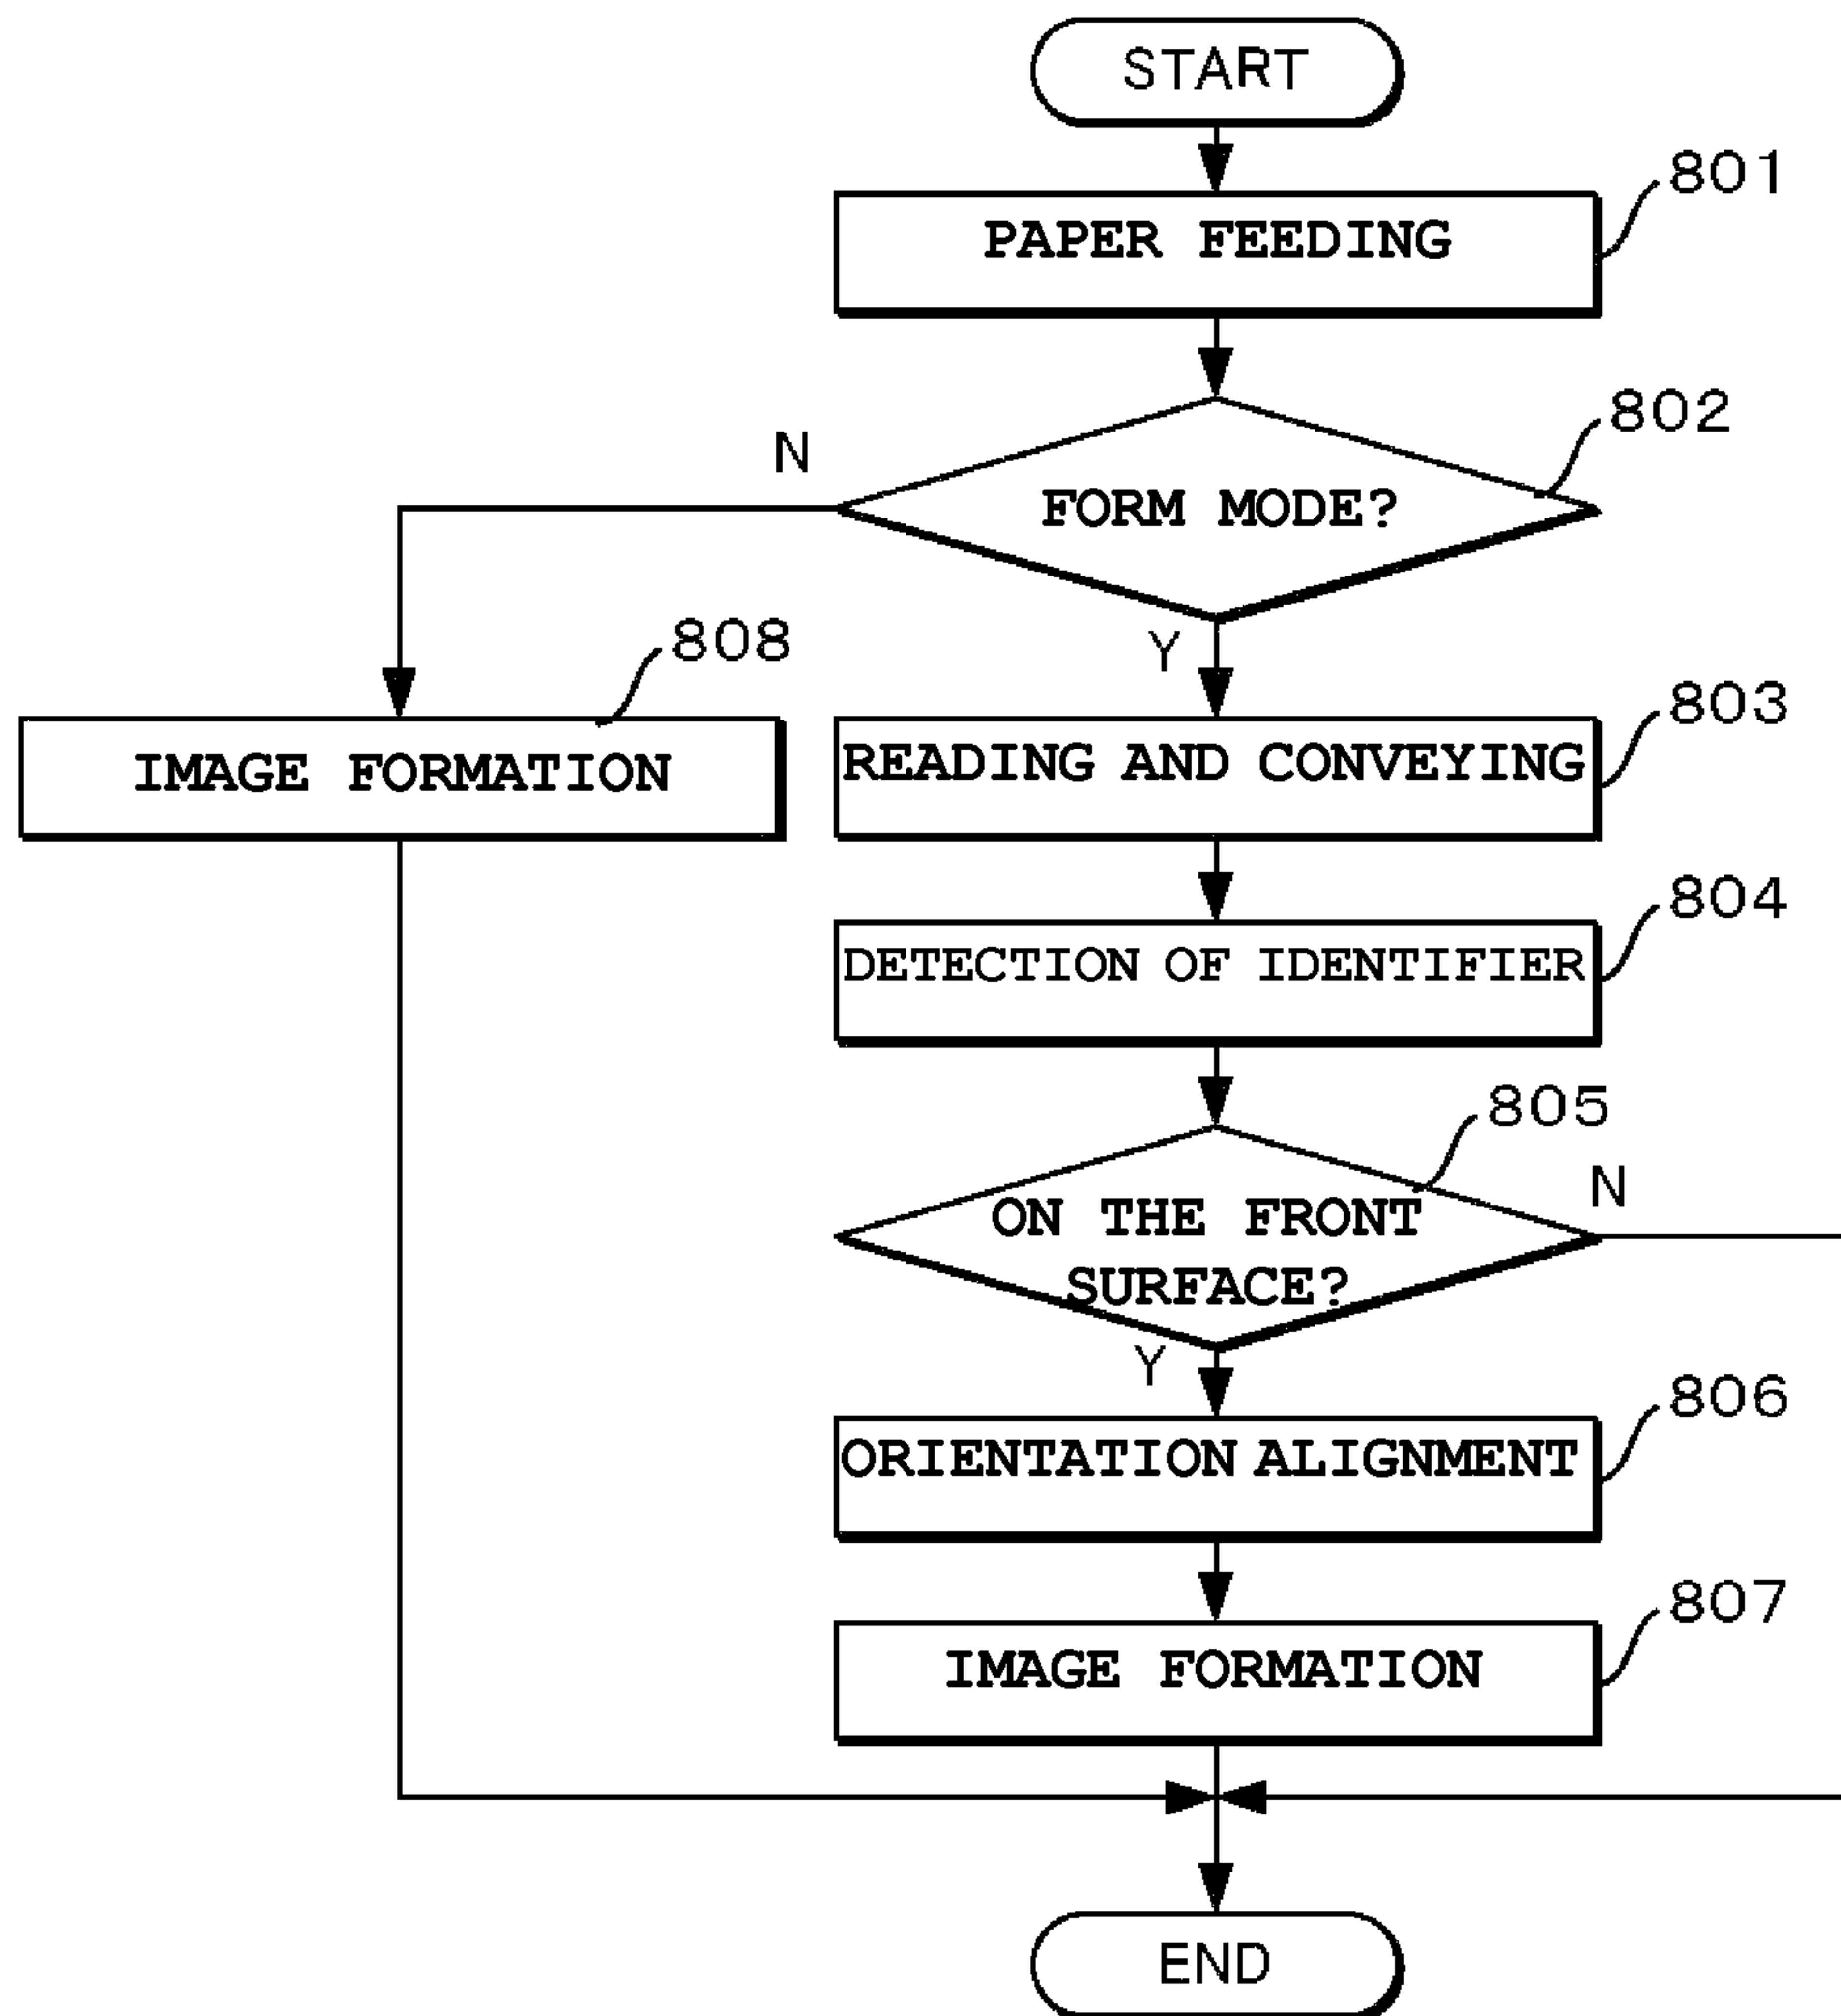 START
801
PAPER FEEDING
802
N
FORM MODE?
Y
808
803
IMAGE FORMATION
READING AND CONVEYING
804
DETECTION OF IDENTIFIER
805
N
ON THE FRONT
SURFACE?
Y
806
ORIENTATION ALIGNMENT
807
IMAGE FORMATION
END